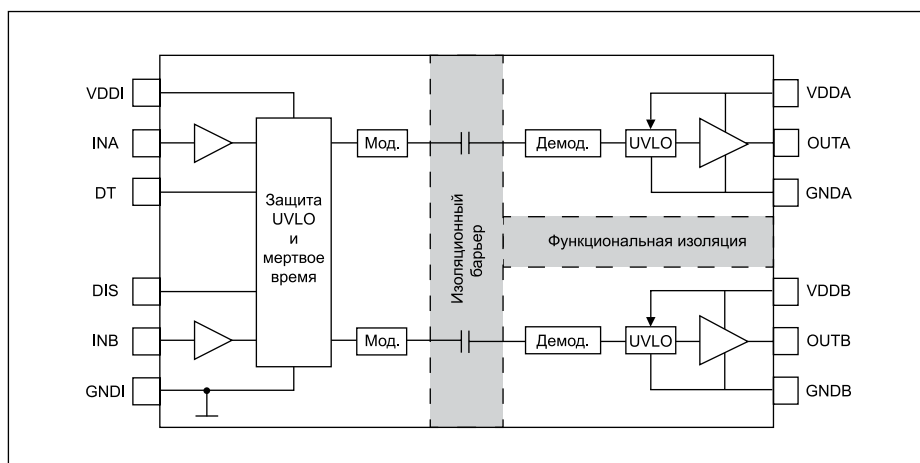 VDDI
INA
DT
DIS
INB
GNDI
Защита
UVLO
и
мертвое
время
Мод.
Мод.
Изоляционный
барьер
Демод.
UVLO
Функциональная изоляция
Демод.
UVLO
VDDA
OUTA
GNDA
VDDB
OUTB
GNDB